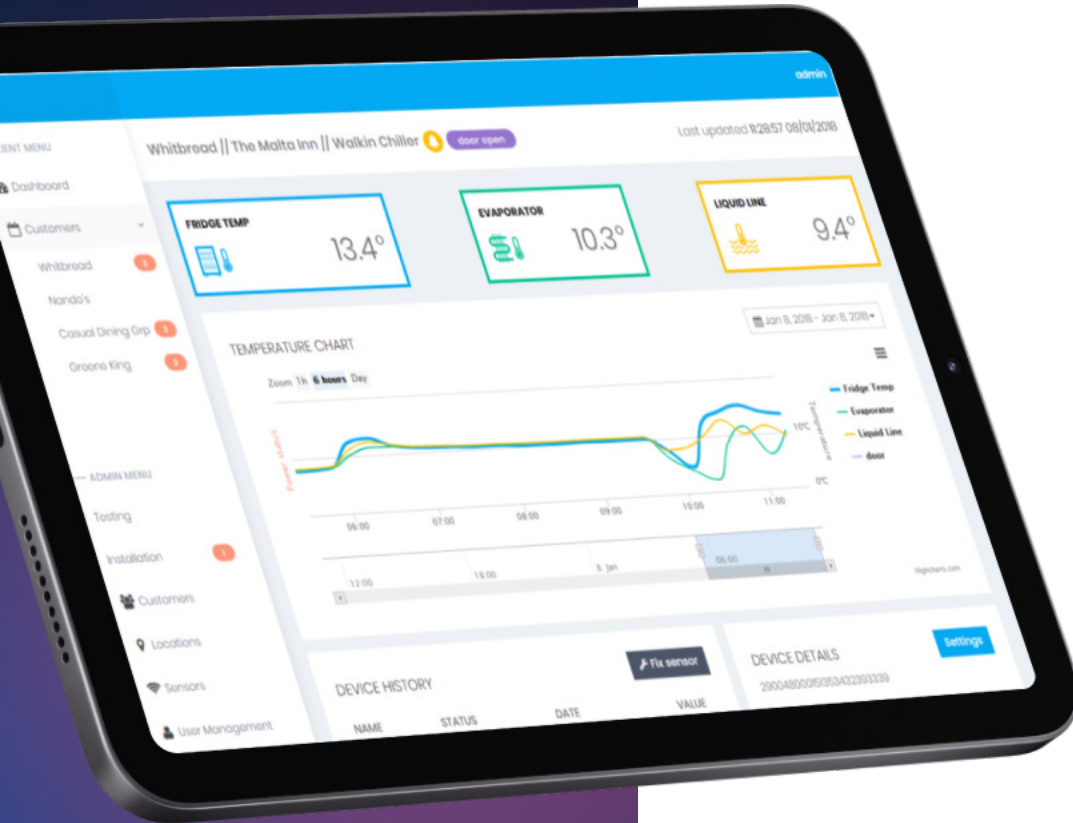 admin
Whitbread || The Malta Inn || Walkin Chiller door open
Last updated 11:28:57 08/01/2018
MENU
Dashboard
Customers
Whitbread 3
Nando's
Casual Dining Grp 3
Greene King
ADMIN MENU
Testing
Installation 1
Customers
Locations
Sensors
User Management
FRIDGE TEMP
13.4°
EVAPORATOR
10.3°
LIQUID LINE
9.4°
TEMPERATURE CHART
Jan 8, 2018 - Jan 8, 2018
Zoom 1h 6 hours Day
Power status
Temperature
10°C
0°C
Fridge Temp
Evaporator
Liquid Line
door
06:00 07:00 08:00 09:00 10:00 11:00
12:00 18:00 8. Jan 06:00
Highcharts.com
DEVICE HISTORY
Fix sensor
NAME STATUS DATE VALUE
DEVICE DETAILS
Settings